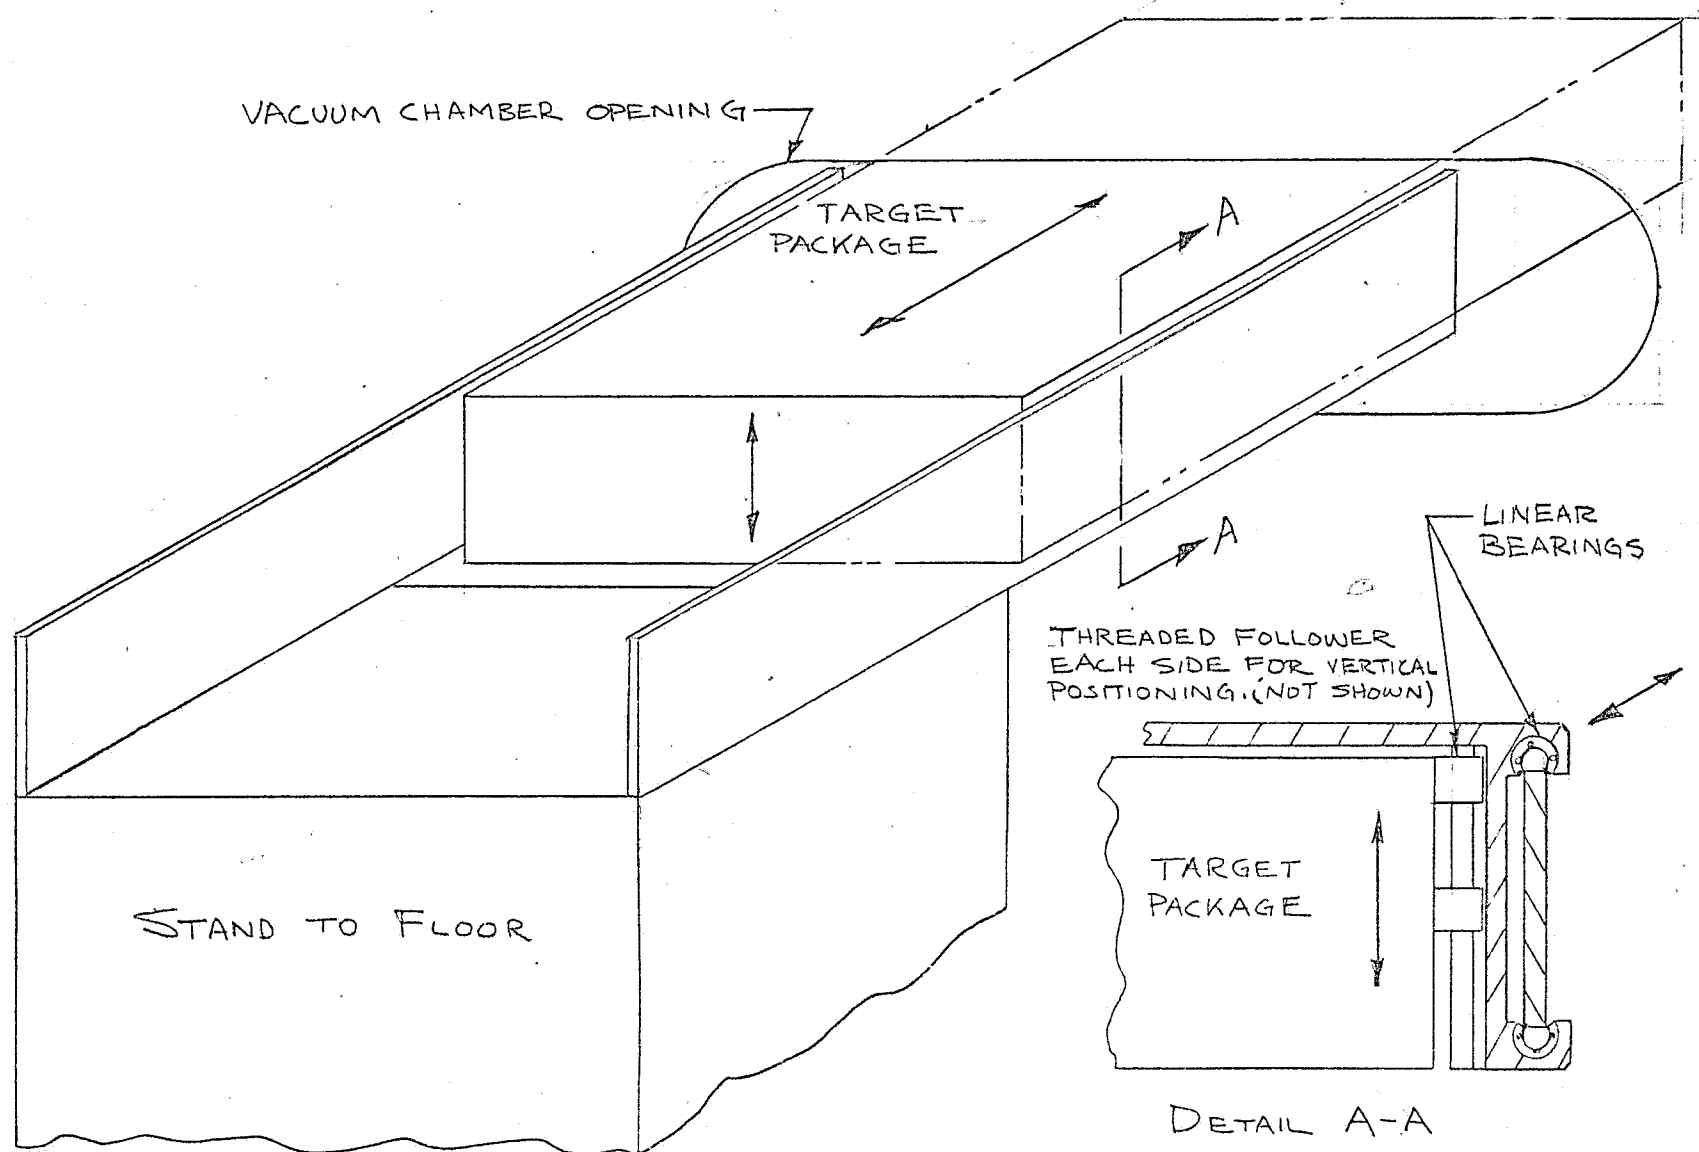 VACUUM CHAMBER OPENING
TARGET
PACKAGE
A
A
LINEAR
BEARINGS
THREADED FOLLOWER
EACH SIDE FOR VERTICAL
POSITIONING. (NOT SHOWN)
TARGET
PACKAGE
STAND TO FLOOR
DETAIL A-A